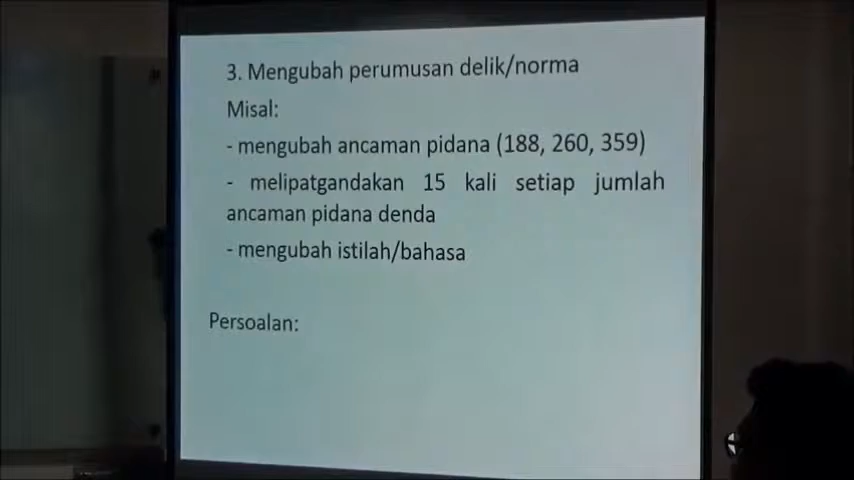 3. Mengubah perumusan delik/norma
Misal:
- mengubah ancaman pidana (188, 260, 359)
- melipatgandakan 15 kali setiap jumlah
ancaman pidana denda
- mengubah istilah/bahasa
Persoalan: